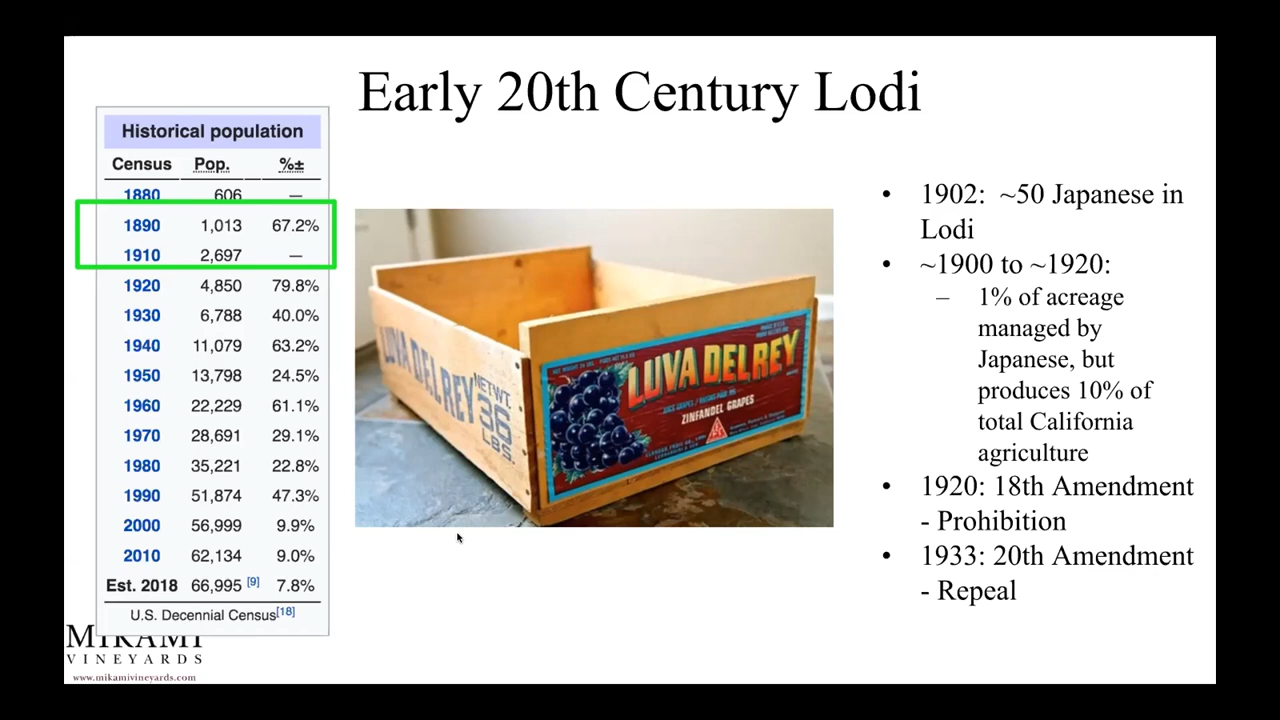 Early 20th Century Lodi
Historical population
Census Pop. %±
1880 606 —
1890 1,013 67.2%
1910 2,697 —
1920 4,850 79.8%
1930 6,788 40.0%
1940 11,079 63.2%
1950 13,798 24.5%
1960 22,229 61.1%
1970 28,691 29.1%
1980 35,221 22.8%
1990 51,874 47.3%
2000 56,999 9.9%
2010 62,134 9.0%
Est. 2018 66,995 [9] 7.8%
U.S. Decennial Census[18]
LUVA DEL REY
NET WT.
36
LBS.
LUVA DEL REY
ZINFANDEL GRAPES
• 1902: ~50 Japanese in
Lodi
• ~1900 to ~1920:
– 1% of acreage
managed by
Japanese, but
produces 10% of
total California
agriculture
• 1920: 18th Amendment
- Prohibition
• 1933: 20th Amendment
- Repeal
MIKAMI
VINEYARDS
www.mikamivineyards.com